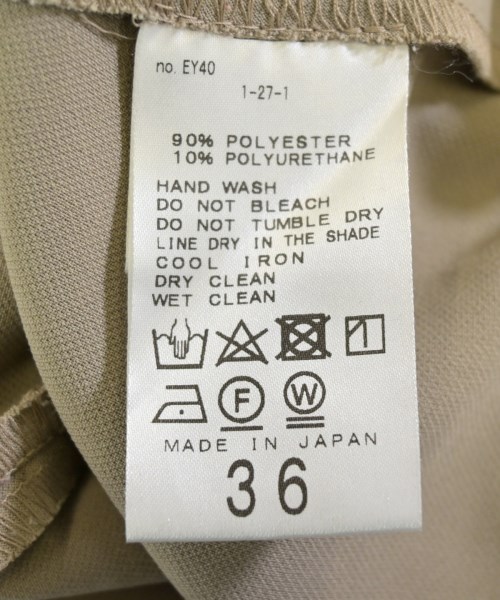 no. EY40
1-27-1
90% POLYESTER
10% POLYURETHANE
HAND WASH
DO NOT BLEACH
DO NOT TUMBLE DRY
LINE DRY IN THE SHADE
COOL IRON
DRY CLEAN
WET CLEAN
F W
MADE IN JAPAN
36